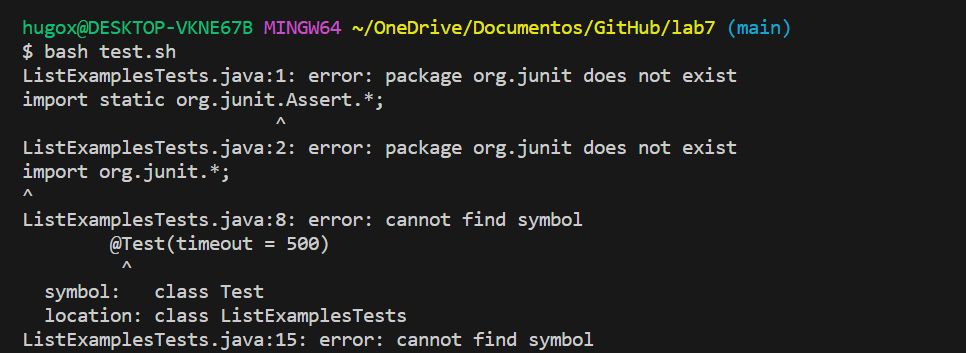 hugox@DESKTOP-VKNE67B MINGW64 ~/OneDrive/Documentos/GitHub/lab7 (main)
$ bash test.sh
ListExamplesTests.java:1: error: package org.junit does not exist
import static org.junit.Assert.*;
                       ^
ListExamplesTests.java:2: error: package org.junit does not exist
import org.junit.*;
^
ListExamplesTests.java:8: error: cannot find symbol
        @Test(timeout = 500)
         ^
  symbol:   class Test
  location: class ListExamplesTests
ListExamplesTests.java:15: error: cannot find symbol